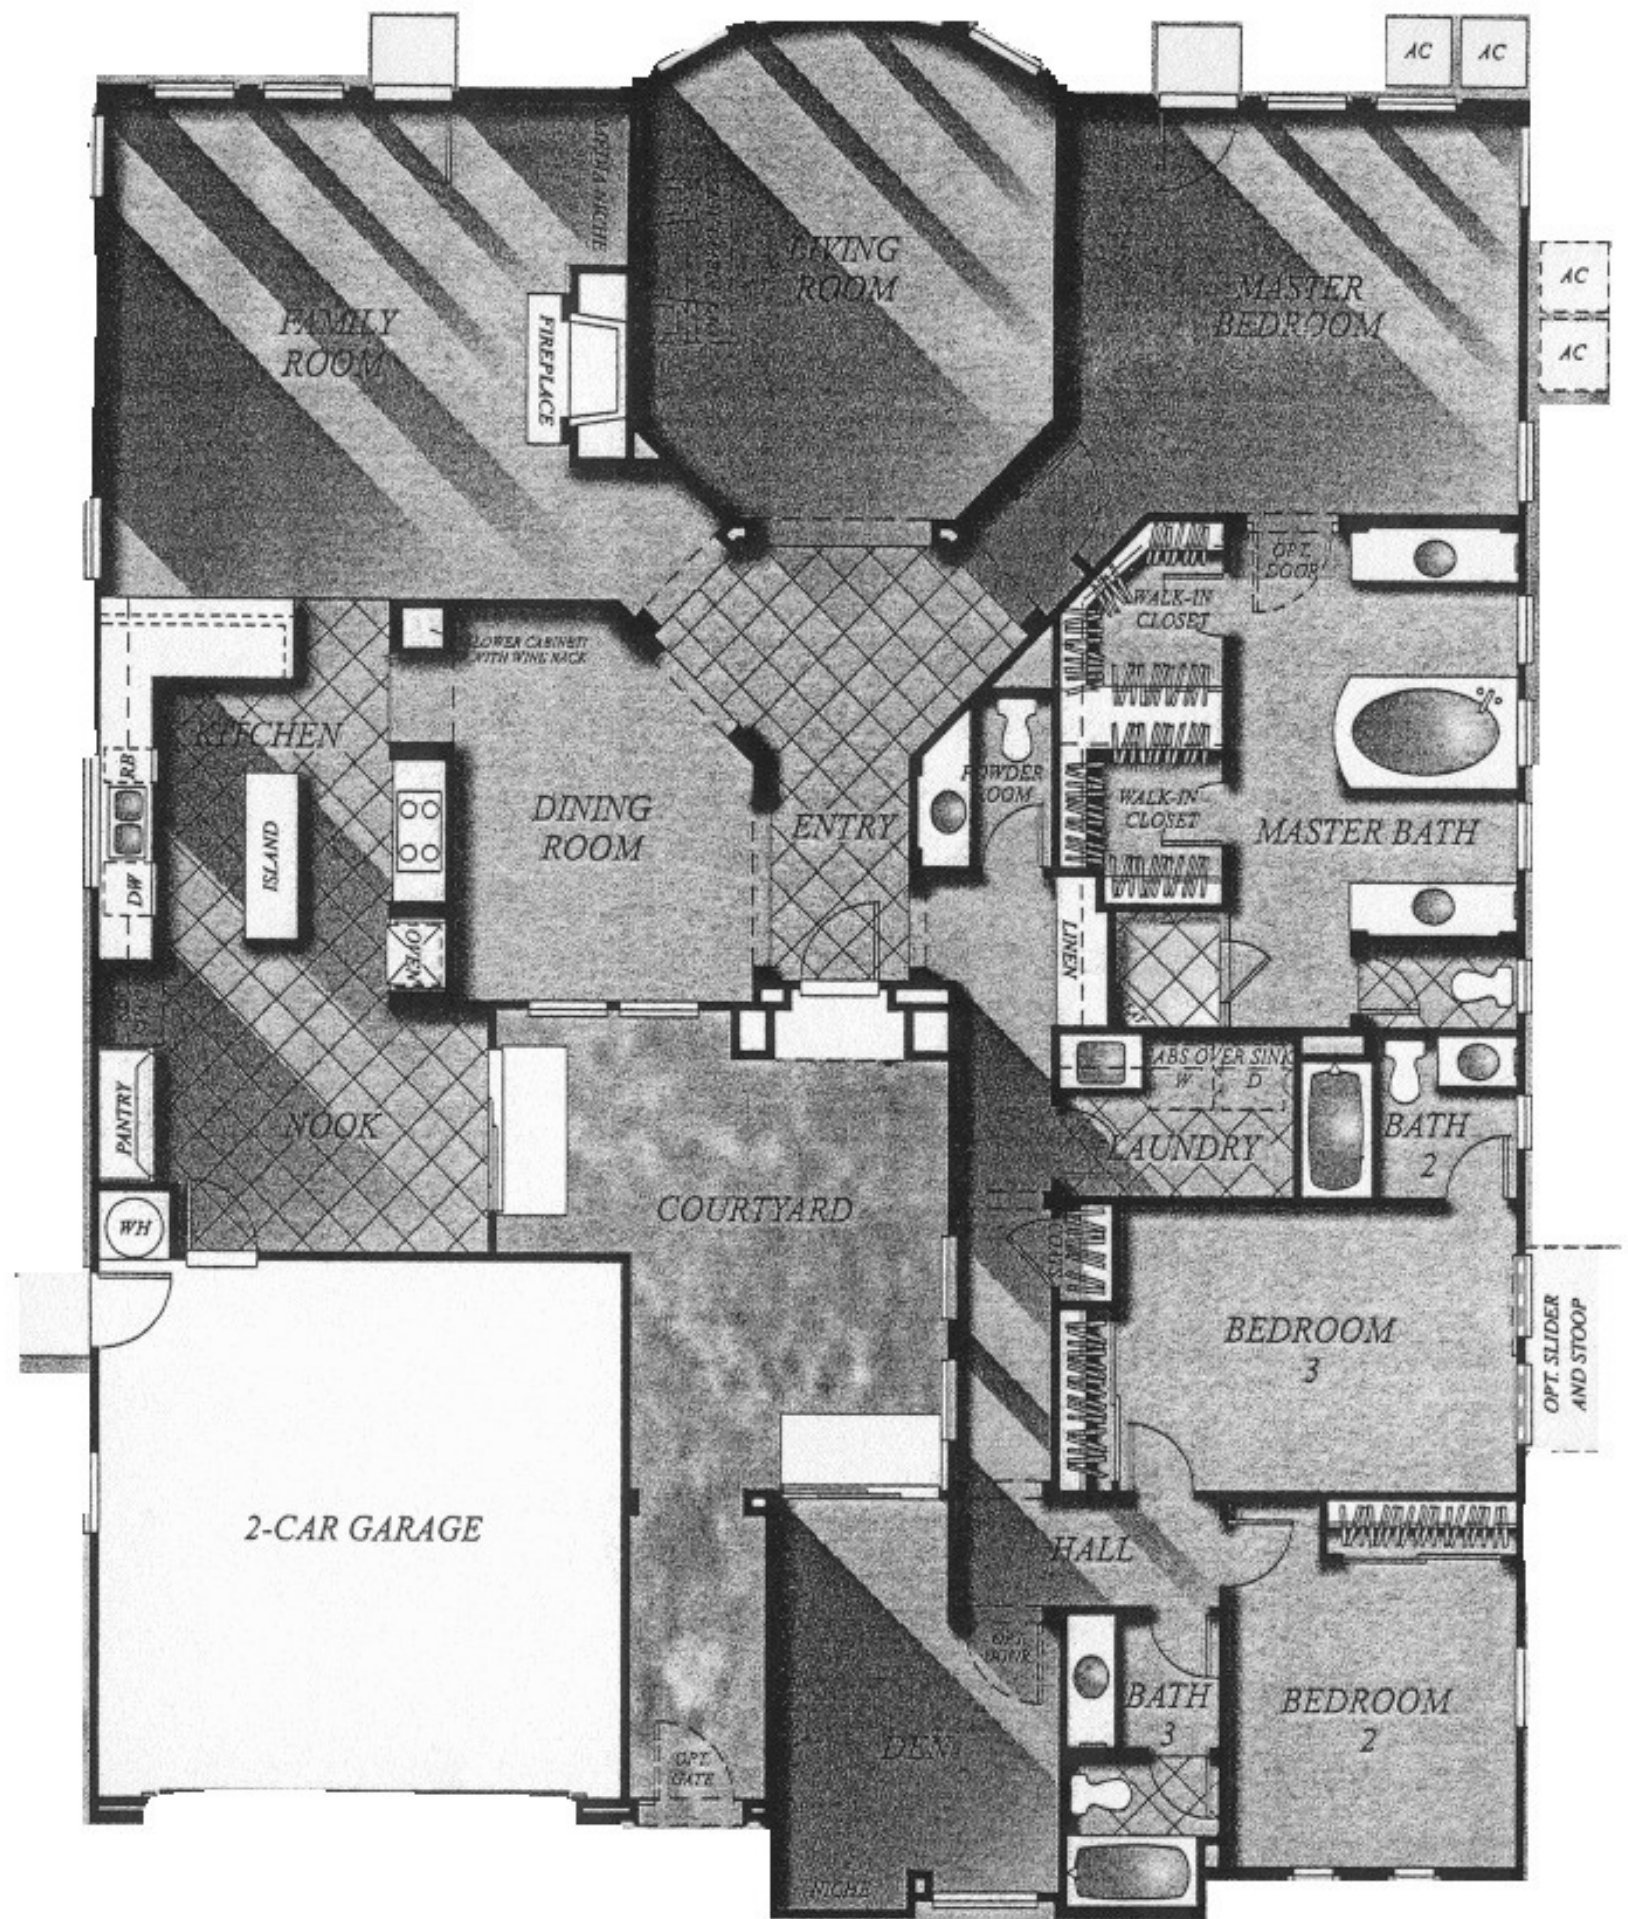 AC
AC
MEDIA NICHE
LIVING
ROOM
MASTER
BEDROOM
AC
AC
FAMILY
ROOM
FIREPLACE
OPT.
DOOR
WALK-IN
CLOSET
LOWER CABINET
WITH WINE RACK
KITCHEN
RB
POWDER
ROOM
WALK-IN
CLOSET
DINING
ROOM
ENTRY
MASTER BATH
ISLAND
DW
OVEN
LINEN
CABS OVER SINK
W
D
PANTRY
NOOK
LAUNDRY
BATH
2
COURTYARD
WH
COATS
BEDROOM
3
OPT. SLIDER
AND STOOP
2-CAR GARAGE
HALL
OPT.
DOOR
BATH
3
BEDROOM
2
DEN
OPT.
GATE
NICHE